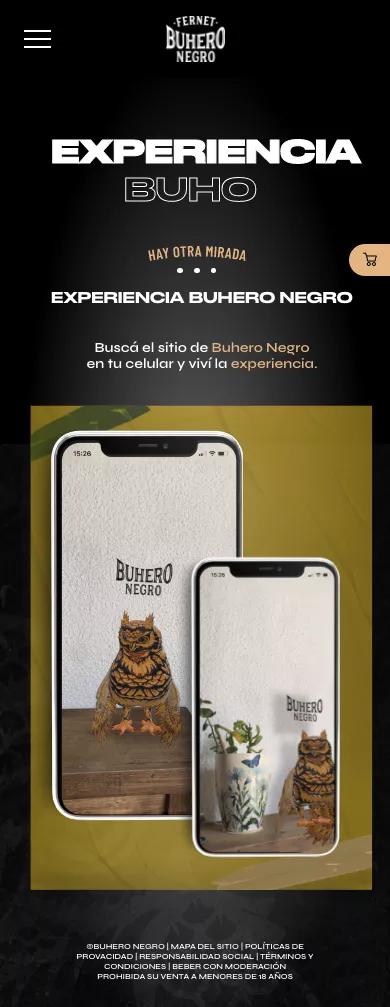 ·FERNET·
BUHERO
NEGRO
EXPERIENCIA
BUHO
HAY OTRA MIRADA
EXPERIENCIA BUHERO NEGRO
Buscá el sitio de Buhero Negro
en tu celular y viví la experiencia.
15:26
BUHERO
NEGRO
15:26
BUHERO
NEGRO
©BUHERO NEGRO | MAPA DEL SITIO | POLÍTICAS DE
PROVACIDAD | RESPONSABILIDAD SOCIAL | TÉRMINOS Y
CONDICIONES | BEBER CON MODERACIÓN
PROHIBIDA SU VENTA A MENORES DE 18 AÑOS